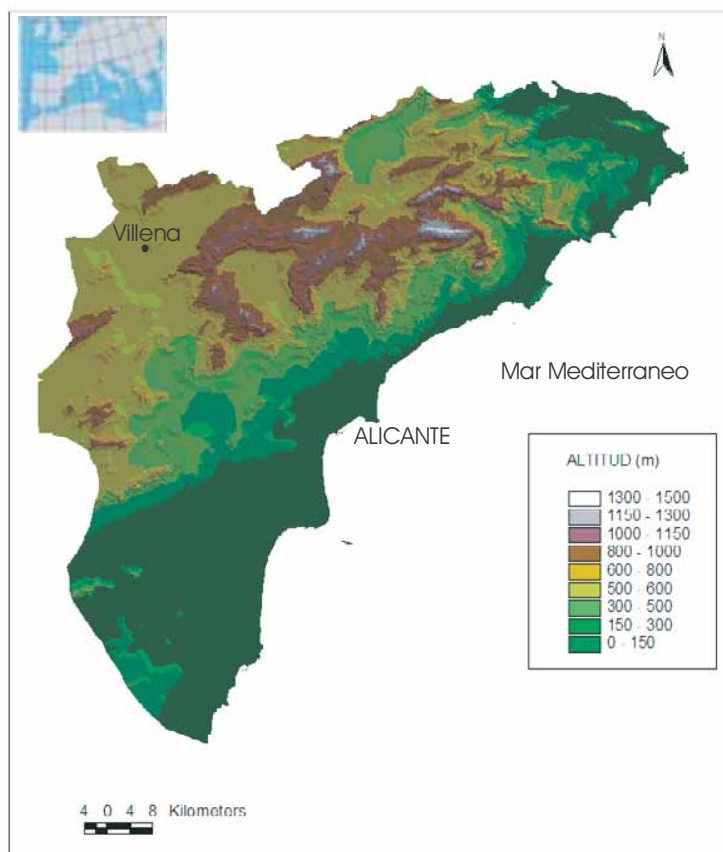 N
Villena
Mar Mediterraneo
ALICANTE
ALTITUD (m)
1300 - 1500
1150 - 1300
1000 - 1150
800 - 1000
600 - 800
500 - 600
300 - 500
150 - 300
0 - 150
4 0 4 8 Kilometers